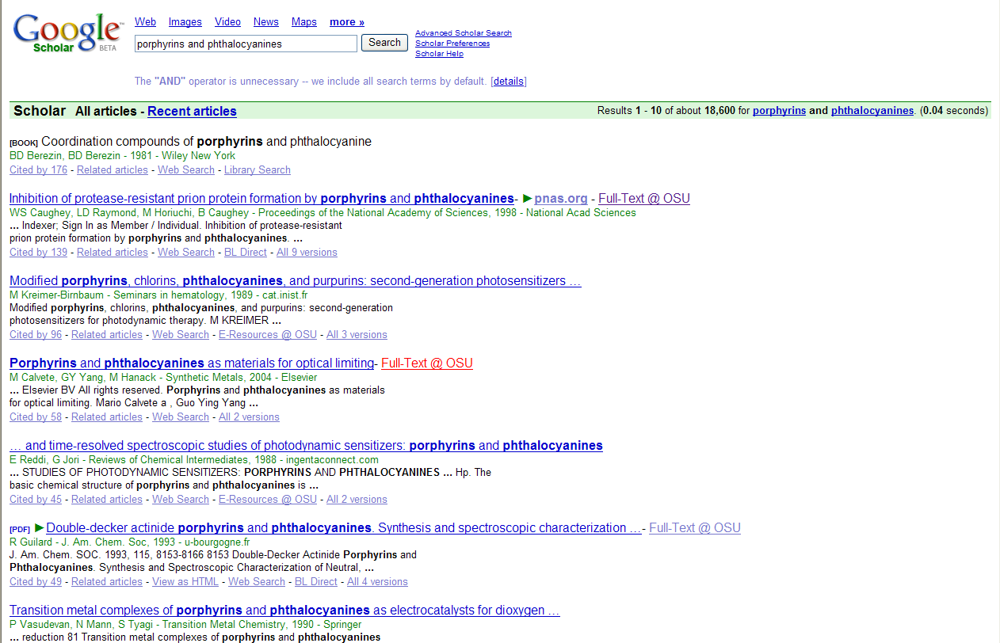 Web Images Video News Maps more »
Google™ Scholar BETA
porphyrins and phthalocyanines Search
Advanced Scholar Search
Scholar Preferences
Scholar Help
The "AND" operator is unnecessary -- we include all search terms by default. [details]
Scholar All articles - Recent articles Results 1 - 10 of about 18,600 for porphyrins and phthalocyanines. (0.04 seconds)
[BOOK] Coordination compounds of porphyrins and phthalocyanine
BD Berezin, BD Berezin - 1981 - Wiley New York
Cited by 176 - Related articles - Web Search - Library Search
Inhibition of protease-resistant prion protein formation by porphyrins and phthalocyanines- ►pnas.org - Full-Text @ OSU
WS Caughey, LD Raymond, M Horiuchi, B Caughey - Proceedings of the National Academy of Sciences, 1998 - National Acad Sciences
... Indexer; Sign In as Member / Individual. Inhibition of protease-resistant
prion protein formation by porphyrins and phthalocyanines. ...
Cited by 139 - Related articles - Web Search - BL Direct - All 9 versions
Modified porphyrins, chlorins, phthalocyanines, and purpurins: second-generation photosensitizers …
M Kreimer-Birnbaum - Seminars in hematology, 1989 - cat.inist.fr
Modified porphyrins, chlorins, phthalocyanines, and purpurins: second-generation
photosensitizers for photodynamic therapy. M KREIMER ...
Cited by 96 - Related articles - Web Search - E-Resources @ OSU - All 3 versions
Porphyrins and phthalocyanines as materials for optical limiting- Full-Text @ OSU
M Calvete, GY Yang, M Hanack - Synthetic Metals, 2004 - Elsevier
... Elsevier BV All rights reserved. Porphyrins and phthalocyanines as materials
for optical limiting. Mario Calvete a , Guo Ying Yang ...
Cited by 58 - Related articles - Web Search - All 2 versions
… and time-resolved spectroscopic studies of photodynamic sensitizers: porphyrins and phthalocyanines
E Reddi, G Jori - Reviews of Chemical Intermediates, 1988 - ingentaconnect.com
... STUDIES OF PHOTODYNAMIC SENSITIZERS: PORPHYRINS AND PHTHALOCYANINES ... Hp. The
basic chemical structure of porphyrins and phthalocyanines is ...
Cited by 45 - Related articles - Web Search - E-Resources @ OSU - All 2 versions
[PDF] ►Double-decker actinide porphyrins and phthalocyanines. Synthesis and spectroscopic characterization …- Full-Text @ OSU
R Guilard - J. Am. Chem. Soc, 1993 - u-bourgogne.fr
J. Am. Chem. SOC. 1993, 115, 8153-8166 8153 Double-Decker Actinide Porphyrins and
Phthalocyanines. Synthesis and Spectroscopic Characterization of Neutral, ...
Cited by 49 - Related articles - View as HTML - Web Search - BL Direct - All 4 versions
Transition metal complexes of porphyrins and phthalocyanines as electrocatalysts for dioxygen …
P Vasudevan, N Mann, S Tyagi - Transition Metal Chemistry, 1990 - Springer
... reduction 81 Transition metal complexes of porphyrins and phthalocyanines